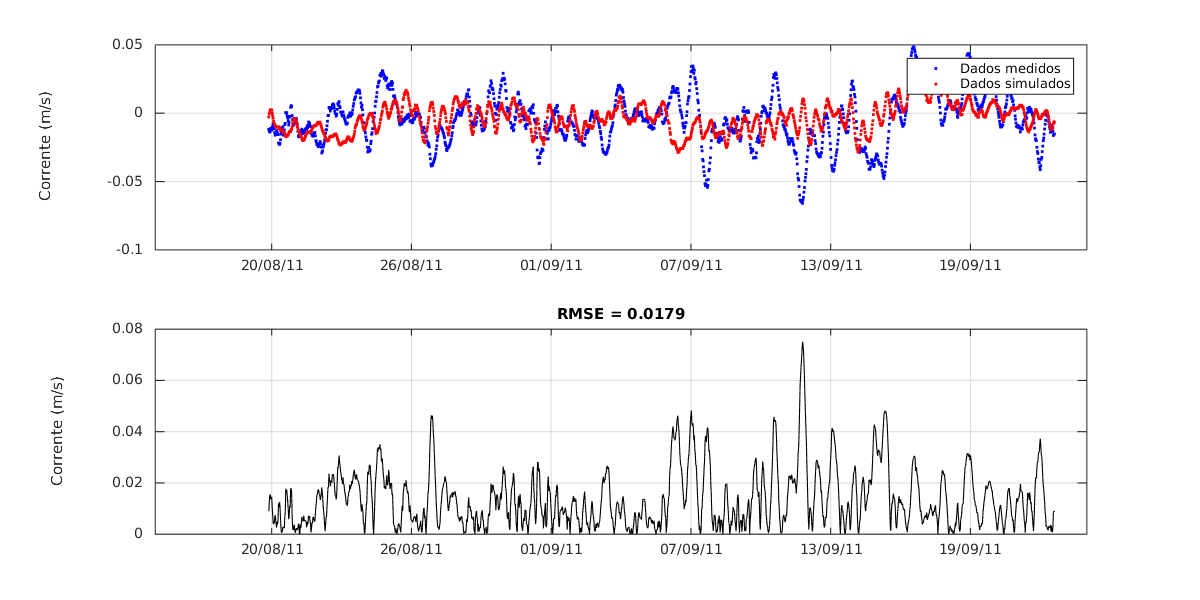 0.05
0
-0.05
-0.1
Corrente (m/s)
Dados medidos
Dados simulados
20/08/11 26/08/11 01/09/11 07/09/11 13/09/11 19/09/11
RMSE = 0.0179
0.08
0.06
0.04
0.02
0
Corrente (m/s)
20/08/11 26/08/11 01/09/11 07/09/11 13/09/11 19/09/11